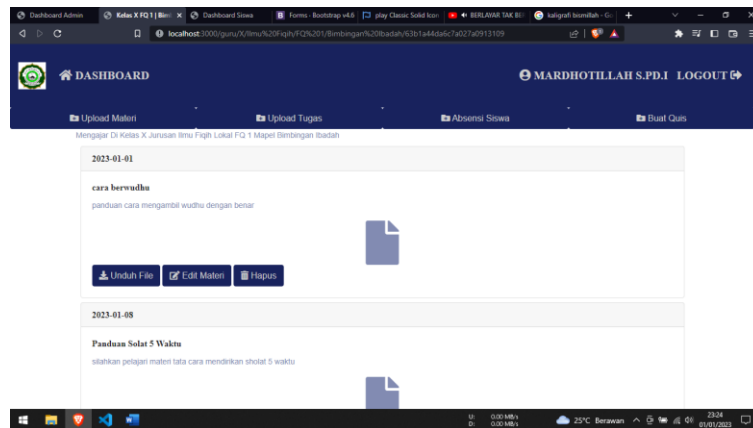 Dashboard Admin
Kelas X FQ 1 | Bim
Dashboard Siswa
Forms · Bootstrap v4.6
play Classic Solid Icon
BERLAYAR TAK BE
kaligrafi bismillah - Go
localhost:3000/guru/X/Ilmu%20Fiqih/FQ%201/Bimbingan%20Ibadah/63b1a44da6c7a027a0913109
DASHBOARD
MARDHOTILLAH S.PD.I LOGOUT
Upload Materi Upload Tugas Absensi Siswa Buat Quis
Mengajar Di Kelas X Jurusan Ilmu Fiqih Lokal FQ 1 Mapel Bimbingan Ibadah
2023-01-01
cara berwudhu
panduan cara mengambil wudhu dengan benar
Unduh File Edit Materi Hapus
2023-01-08
Panduan Solat 5 Waktu
silahkan pelajari materi tata cara mendirikan sholat 5 waktu
U: 0.00 MB/s
D: 0.00 MB/s
25°C Berawan
23:24
01/01/2023